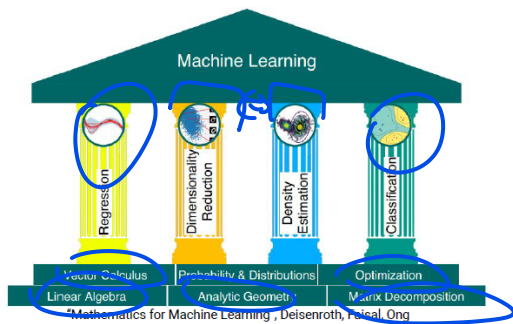 Machine Learning
Regression
Dimensionality
Reduction
Density
Estimation
Classification
Vector Calculus
Probability & Distributions
Optimization
Linear Algebra
Analytic Geometry
Matrix Decomposition
"Mathematics for Machine Learning", Deisenroth, Faisal, Ong